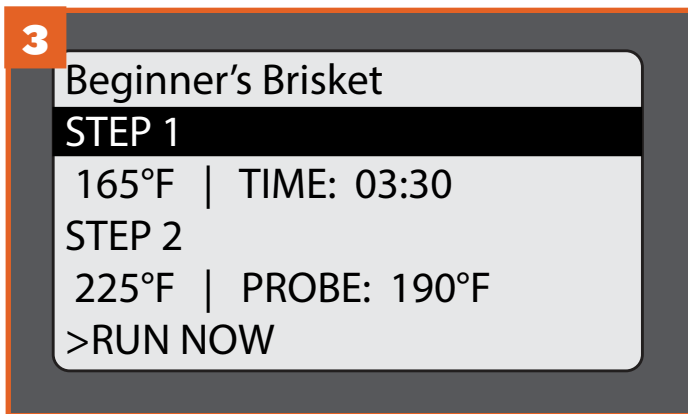 3
Beginner's Brisket
STEP 1
165°F | TIME: 03:30
STEP 2
225°F | PROBE: 190°F
>RUN NOW